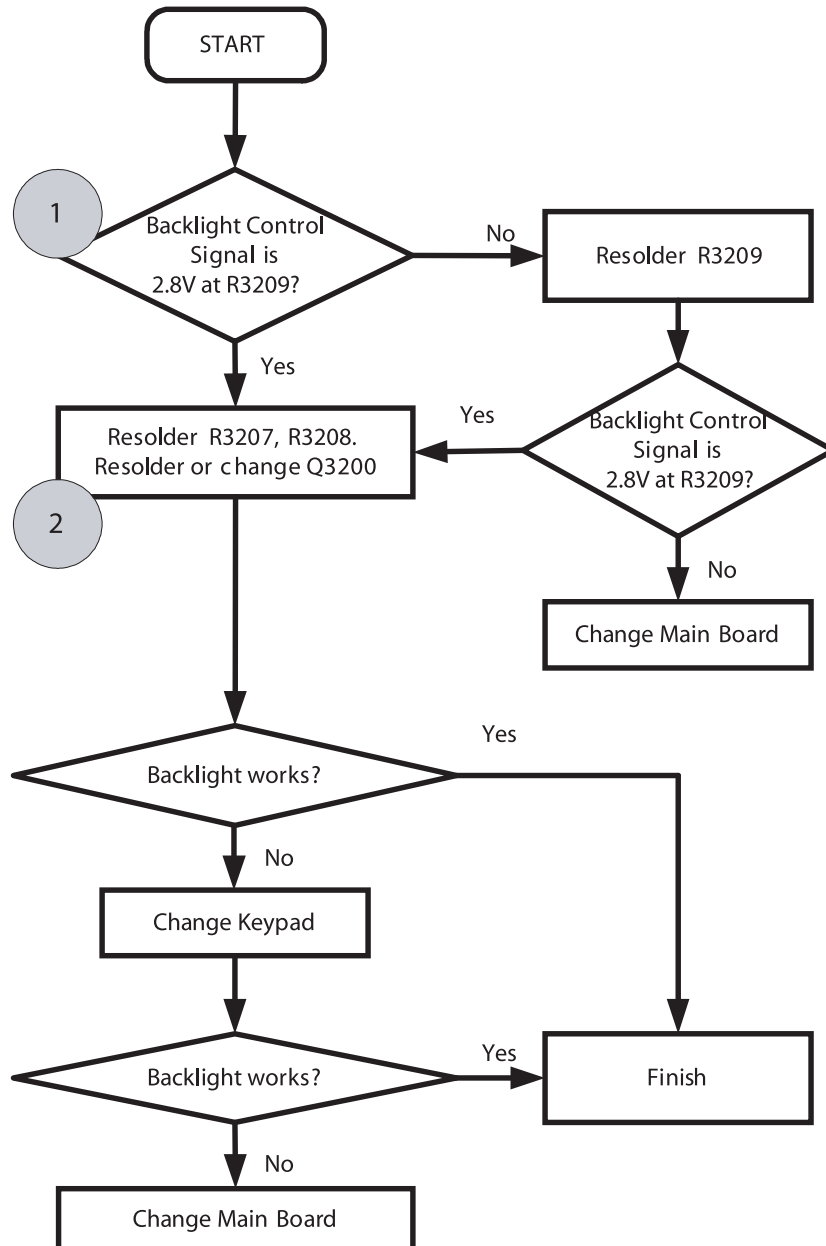 START
1
Backlight Control
Signal is
2.8V at R3209?
No
Resolder R3209
Yes
Yes
Resolder R3207, R3208.
Resolder or change Q3200
Backlight Control
Signal is
2.8V at R3209?
2
No
Change Main Board
Backlight works?
Yes
No
Change Keypad
Backlight works?
Yes
Finish
No
Change Main Board